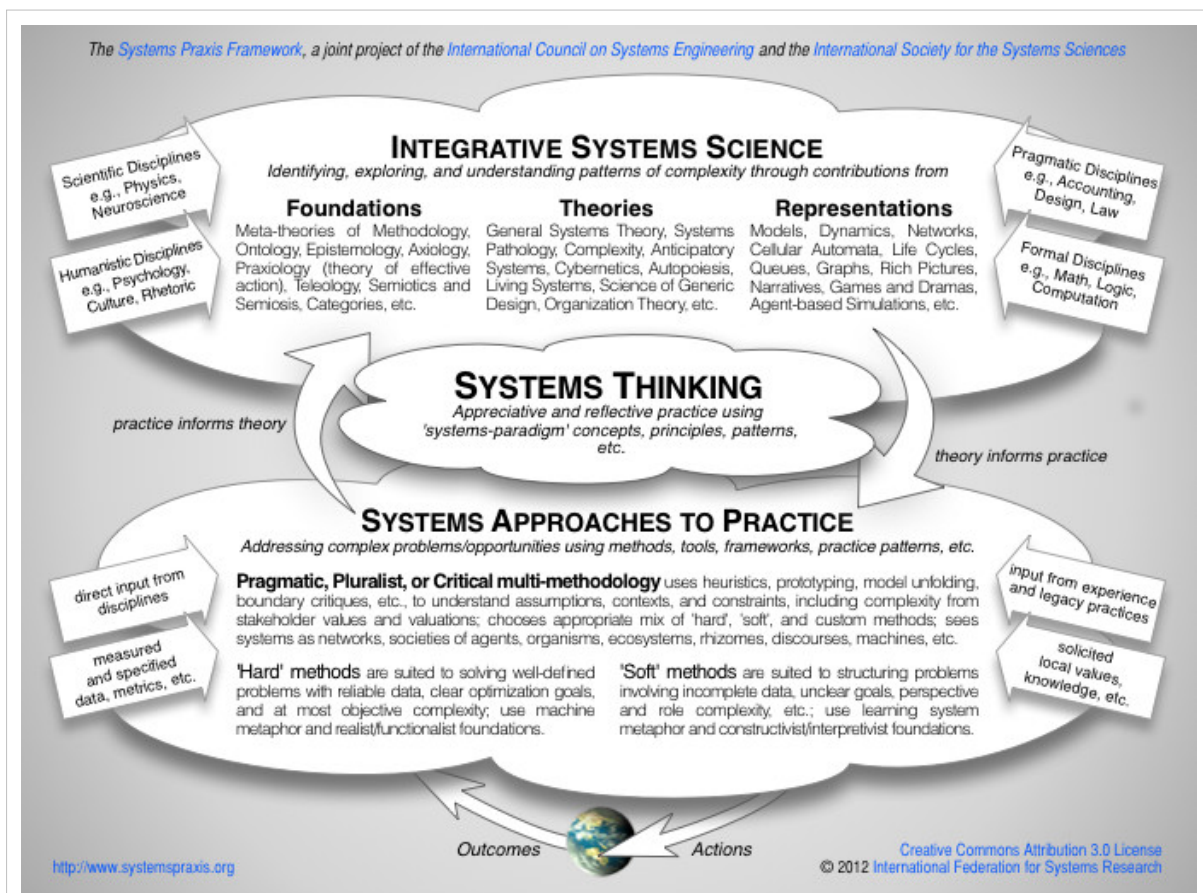 The Systems Praxis Framework, a joint project of the International Council on Systems Engineering and the International Society for the Systems Sciences
INTEGRATIVE SYSTEMS SCIENCE
Identifying, exploring, and understanding patterns of complexity through contributions from
Scientific Disciplines
e.g., Physics,
Neuroscience
Humanistic Disciplines
e.g., Psychology,
Culture, Rhetoric
Foundations
Meta-theories of Methodology,
Ontology, Epistemology, Axiology,
Praxiology (theory of effective
action), Teleology, Semiotics and
Semiosis, Categories, etc.
Theories
General Systems Theory, Systems
Pathology, Complexity, Anticipatory
Systems, Cybernetics, Autopoiesis,
Living Systems, Science of Generic
Design, Organization Theory, etc.
Representations
Models, Dynamics, Networks,
Cellular Automata, Life Cycles,
Queues, Graphs, Rich Pictures,
Narratives, Games and Dramas,
Agent-based Simulations, etc.
Pragmatic Disciplines
e.g., Accounting,
Design, Law
Formal Disciplines
e.g., Math, Logic,
Computation
SYSTEMS THINKING
Appreciative and reflective practice using
'systems-paradigm' concepts, principles, patterns,
etc.
practice informs theory
theory informs practice
SYSTEMS APPROACHES TO PRACTICE
Addressing complex problems/opportunities using methods, tools, frameworks, practice patterns, etc.
direct input from
disciplines
measured
and specified
data, metrics, etc.
Pragmatic, Pluralist, or Critical multi-methodology uses heuristics, prototyping, model unfolding,
boundary critiques, etc., to understand assumptions, contexts, and constraints, including complexity from
stakeholder values and valuations; chooses appropriate mix of 'hard', 'soft', and custom methods; sees
systems as networks, societies of agents, organisms, ecosystems, rhizomes, discourses, machines, etc.
'Hard' methods are suited to solving well-defined
problems with reliable data, clear optimization goals,
and at most objective complexity; use machine
metaphor and realist/functionalist foundations.
'Soft' methods are suited to structuring problems
involving incomplete data, unclear goals, perspective
and role complexity, etc.; use learning system
metaphor and constructivist/interpretivist foundations.
input from experience
and legacy practices
solicited
local values,
knowledge, etc.
Outcomes
Actions
http://www.systemspraxis.org
Creative Commons Attribution 3.0 License
© 2012 International Federation for Systems Research